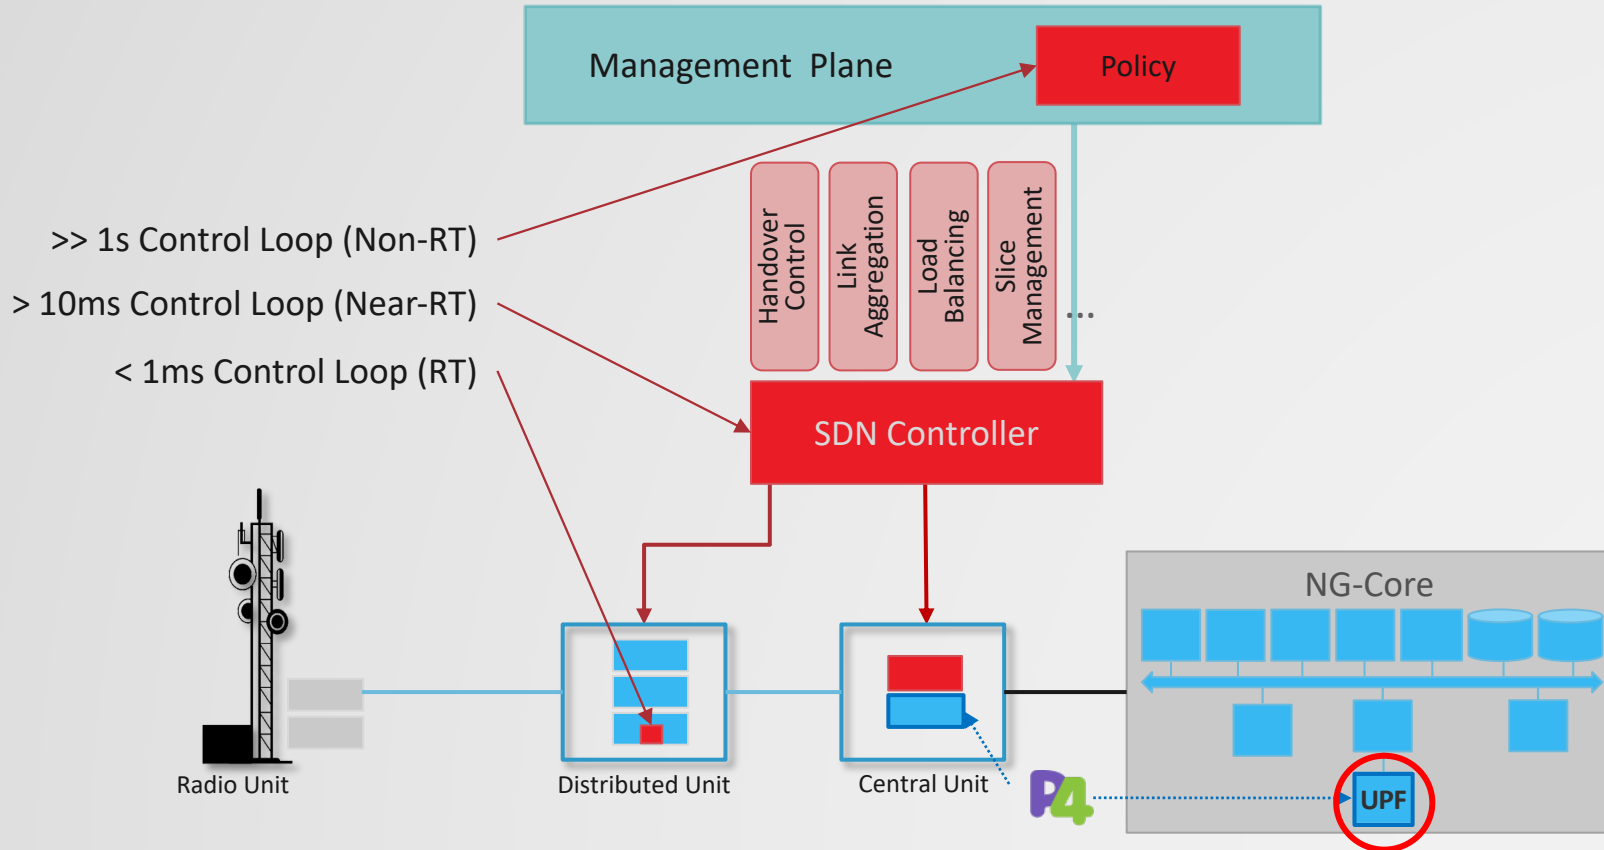 Management  Plane
Policy
>> 1s Control Loop (Non-RT)
> 10ms Control Loop (Near-RT)
< 1ms Control Loop (RT)
Handover
Control
Link
Aggregation
Load
Balancing
Slice
Management
...
SDN Controller
NG-Core
Radio Unit
Distributed Unit
Central Unit
P4
UPF